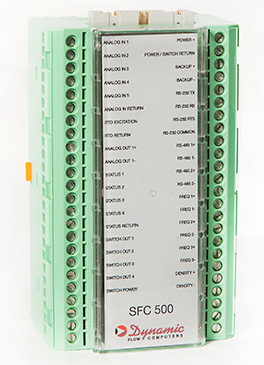 ANALOG IN 1 POWER +
ANALOG IN 2 POWER / SWITCH RETURN
ANALOG IN 3 BACKUP +
ANALOG IN 4 BACKUP -
ANALOG IN 5 RS-232 TX
ANALOG IN RETURN RS-232 RX
RTD EXCITATION RS-232 RTS
RTD RETURN RS-232 COMMON
ANALOG OUT 1+ RS-485 1+
ANALOG OUT 1- RS-485 1-
STATUS 1 RS-485 2+
STATUS 2 RS-485 2-
STATUS 3 FREQ 1+
STATUS 4 FREQ 1-
STATUS RETURN FREQ 2+
SWITCH OUT 1 FREQ 2-
SWITCH OUT 2 FREQ 3+
SWITCH OUT 3 FREQ 3-
SWITCH OUT 4 DENSITY +
SWITCH POWER DENSITY -
SFC 500
Dynamic
FLOW COMPUTERS